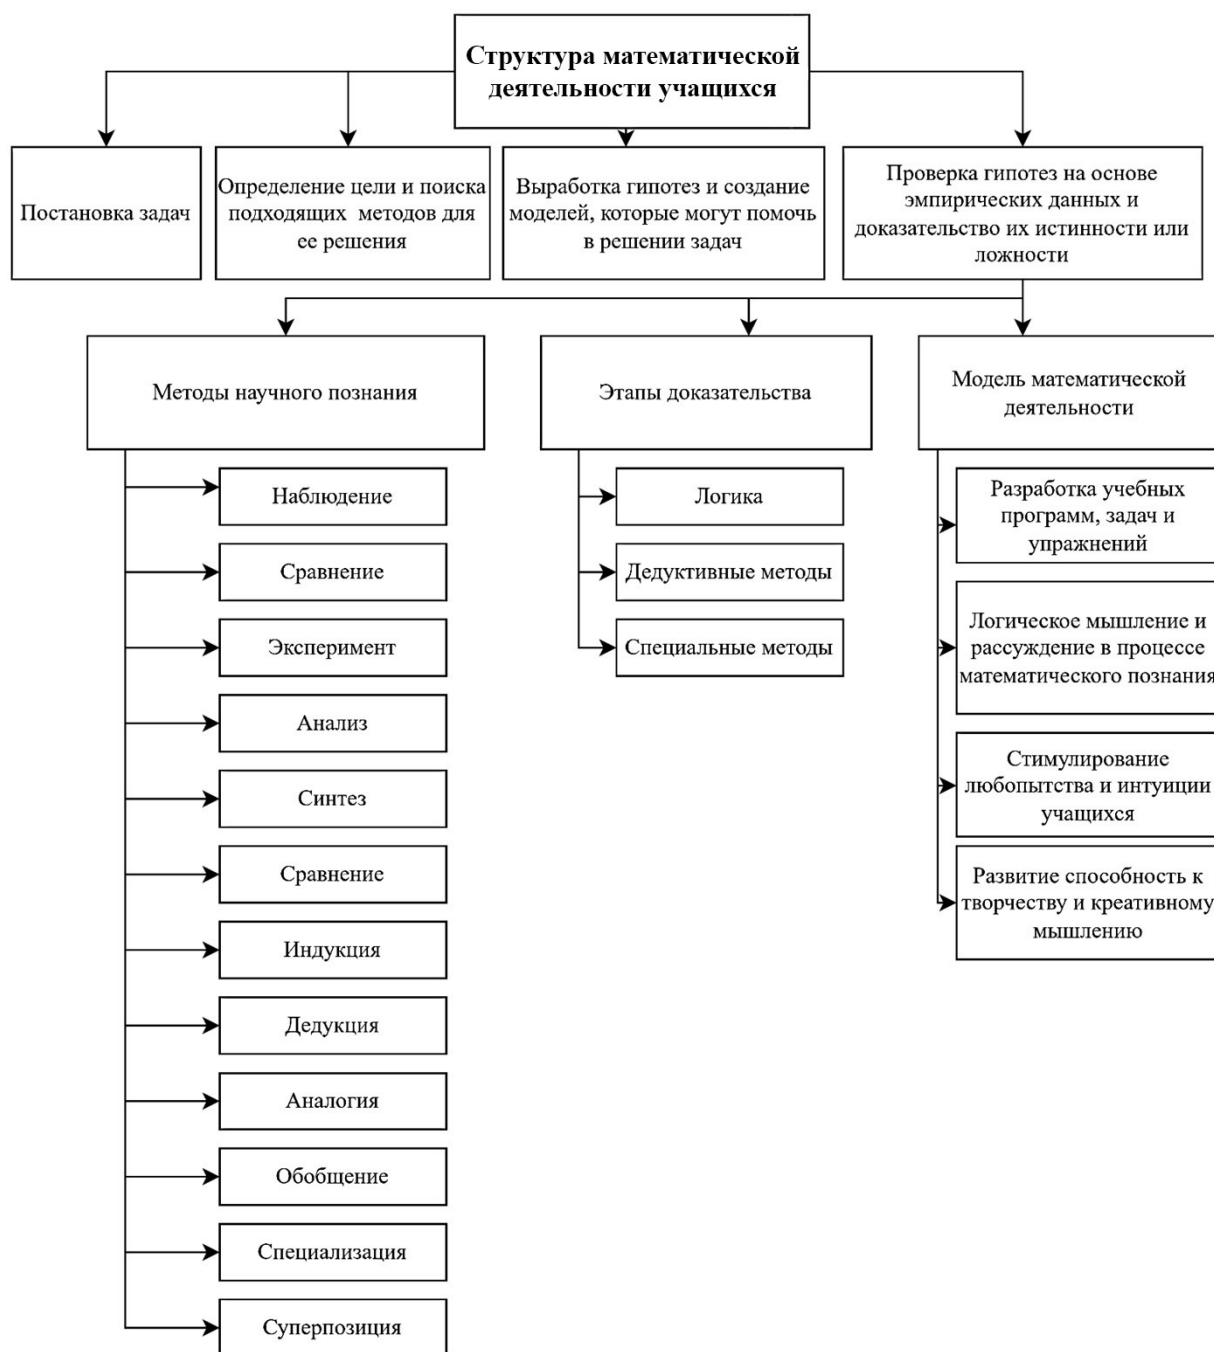 Структура математической
деятельности учащихся
Постановка задач
Определение цели и поиска
подходящих методов для
ее решения
Выработка гипотез и создание
моделей, которые могут помочь
в решении задач
Проверка гипотез на основе
эмпирических данных и
доказательство их истинности или
ложности
Методы научного познания
Этапы доказательства
Модель математической
деятельности
Наблюдение
Сравнение
Эксперимент
Анализ
Синтез
Сравнение
Индукция
Дедукция
Аналогия
Обобщение
Специализация
Суперпозиция
Логика
Дедуктивные методы
Специальные методы
Разработка учебных
программ, задач и
упражнений
Логическое мышление и
рассуждение в процессе
математического познания
Стимулирование
любопытства и интуиции
учащихся
Развитие способность к
творчеству и креативному
мышлению